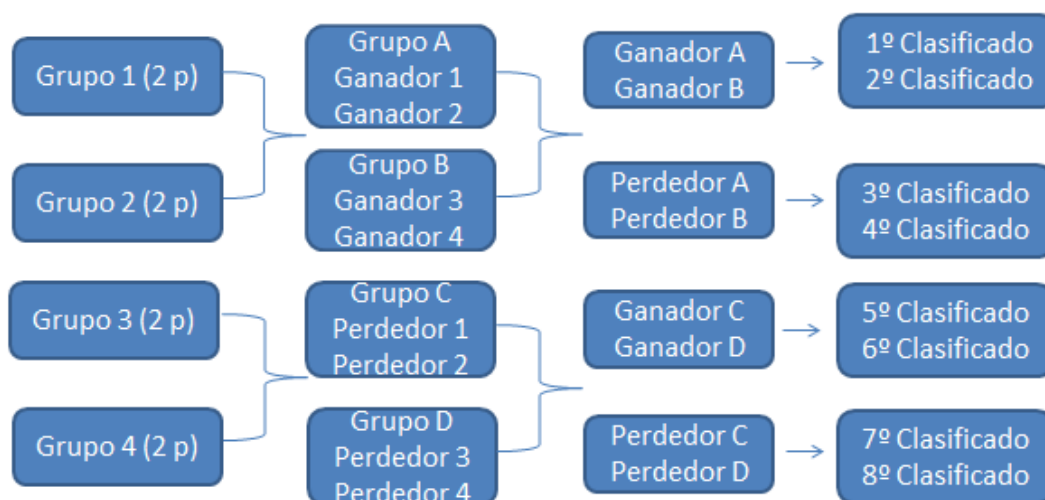 Grupo 1 (2 p)
Grupo 2 (2 p)
Grupo 3 (2 p)
Grupo 4 (2 p)
Grupo A
Ganador 1
Ganador 2
Grupo B
Ganador 3
Ganador 4
Grupo C
Perdedor 1
Perdedor 2
Grupo D
Perdedor 3
Perdedor 4
Ganador A
Ganador B
Perdedor A
Perdedor B
Ganador C
Ganador D
Perdedor C
Perdedor D
1º Clasificado
2º Clasificado
3º Clasificado
4º Clasificado
5º Clasificado
6º Clasificado
7º Clasificado
8º Clasificado